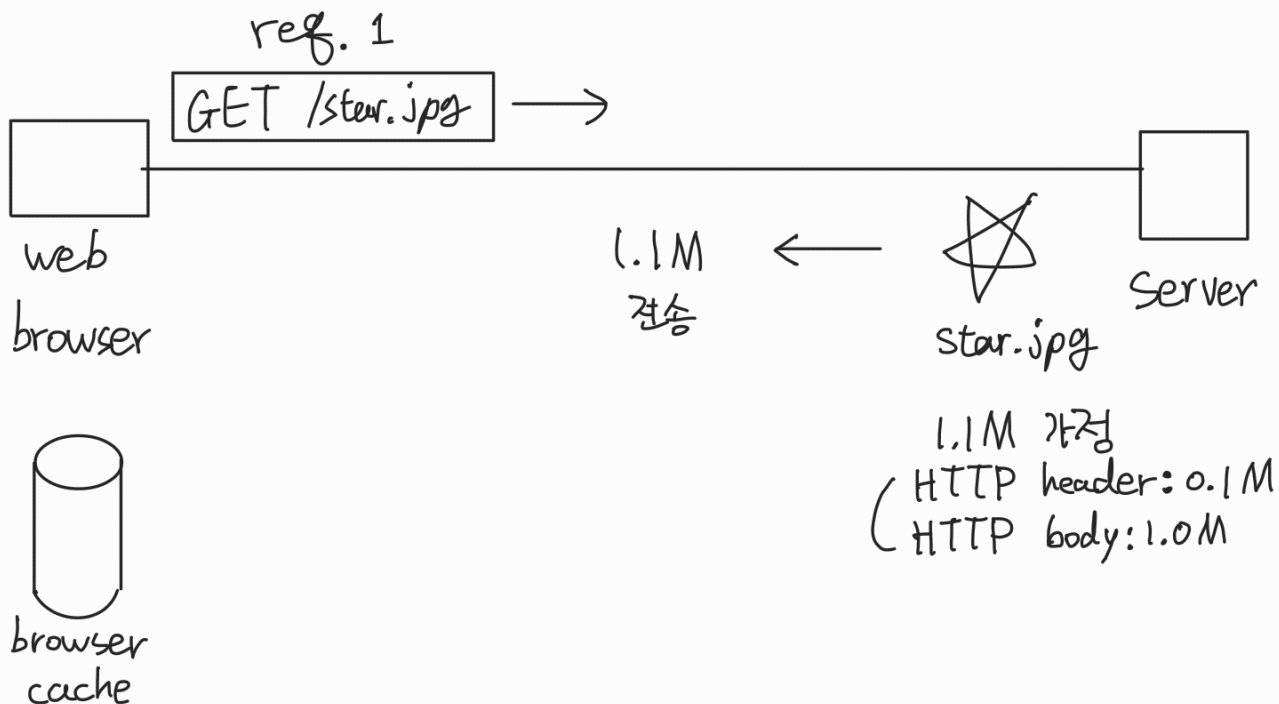 req. 1
GET /star.jpg →
web
browser
1.1M ←
전송
star.jpg
Server
1.1M 가정
HTTP header: 0.1M
HTTP body: 1.0M
browser
cache